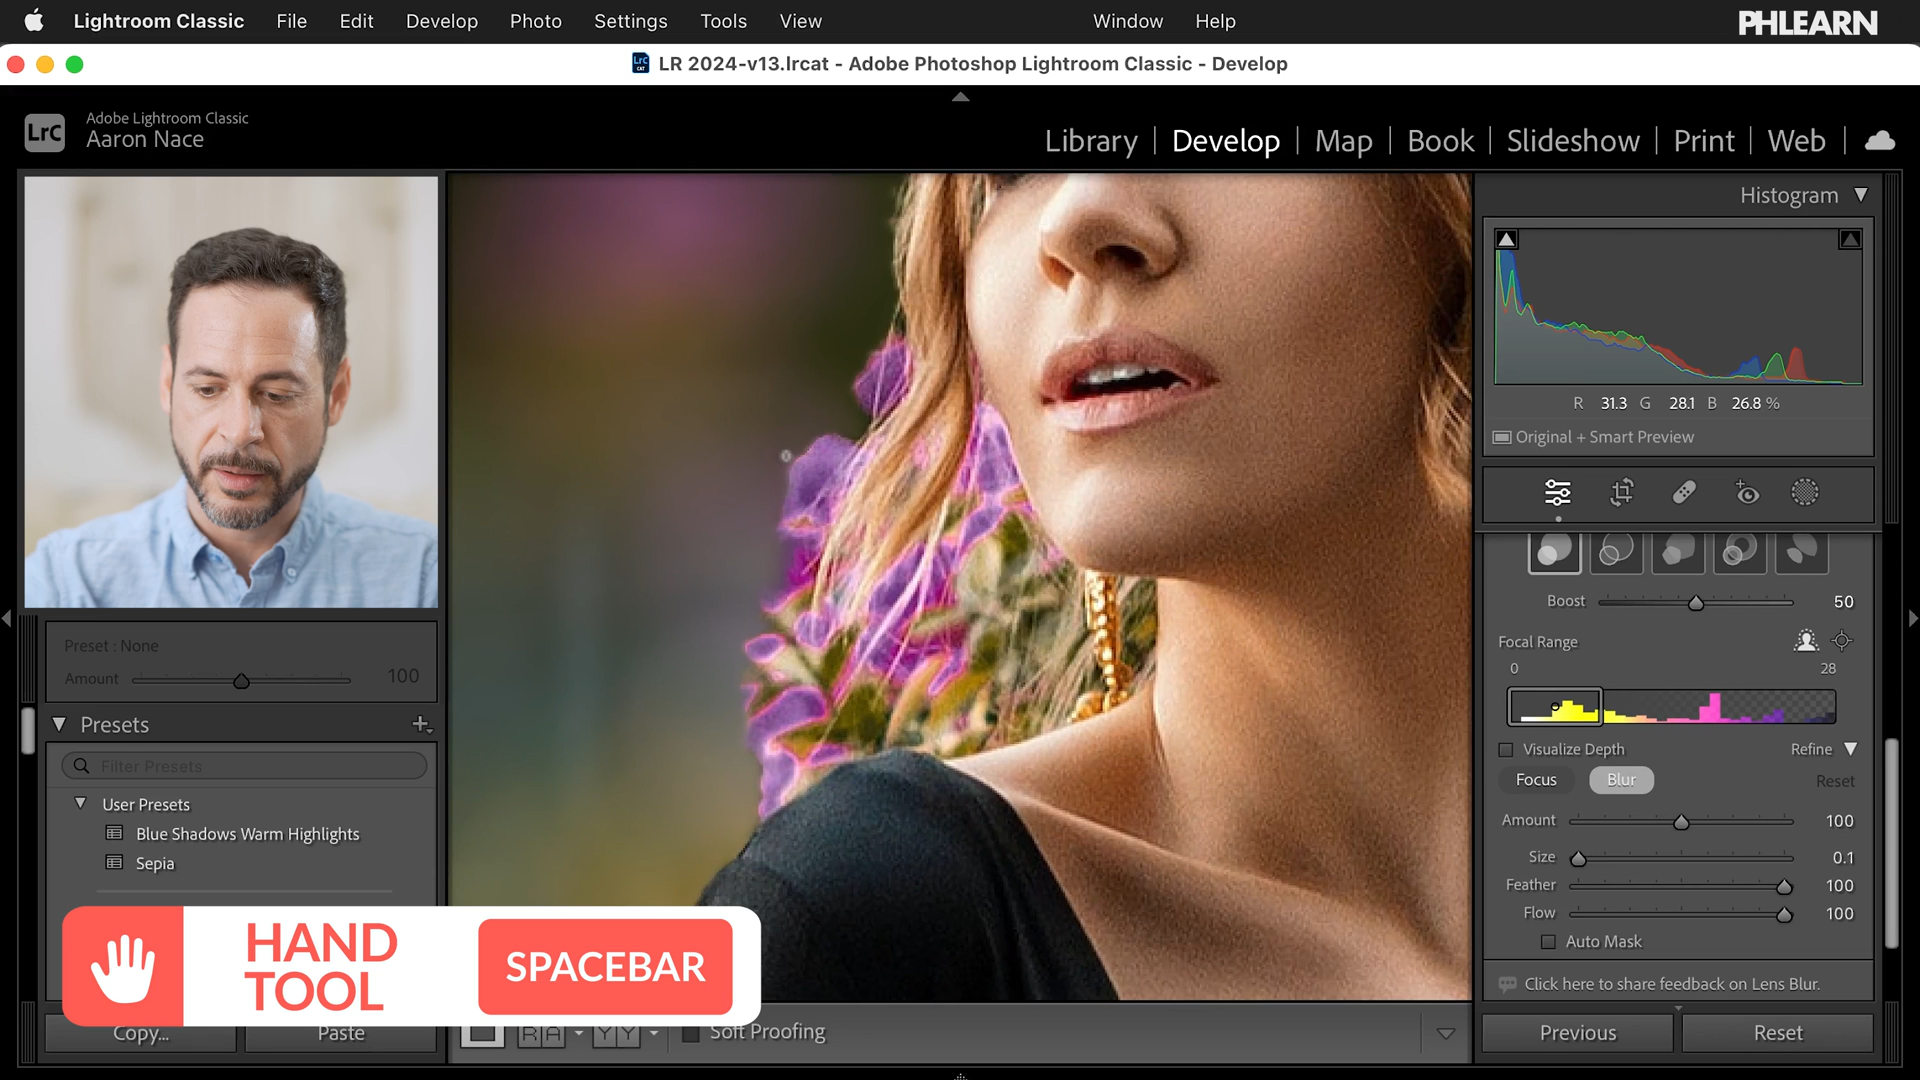 Lightroom Classic File Edit Develop Photo Settings Tools View Window Help PHLEARN
LR 2024-v13.lrcat - Adobe Photoshop Lightroom Classic - Develop
LrC
Adobe Lightroom Classic
Aaron Nace
Library | Develop | Map | Book | Slideshow | Print | Web
Histogram
R 31.3 G 28.1 B 26.8 %
Original + Smart Preview
Boost 50
Focal Range
0 28
Visualize Depth Refine
Focus Blur Reset
Amount 100
Size 0.1
Feather 100
Flow 100
Auto Mask
Click here to share feedback on Lens Blur.
Previous Reset
Preset : None
Amount 100
Presets
Filter Presets
User Presets
Blue Shadows Warm Highlights
Sepia
HAND
TOOL
SPACEBAR
Copy... Paste
RA YY Soft Proofing